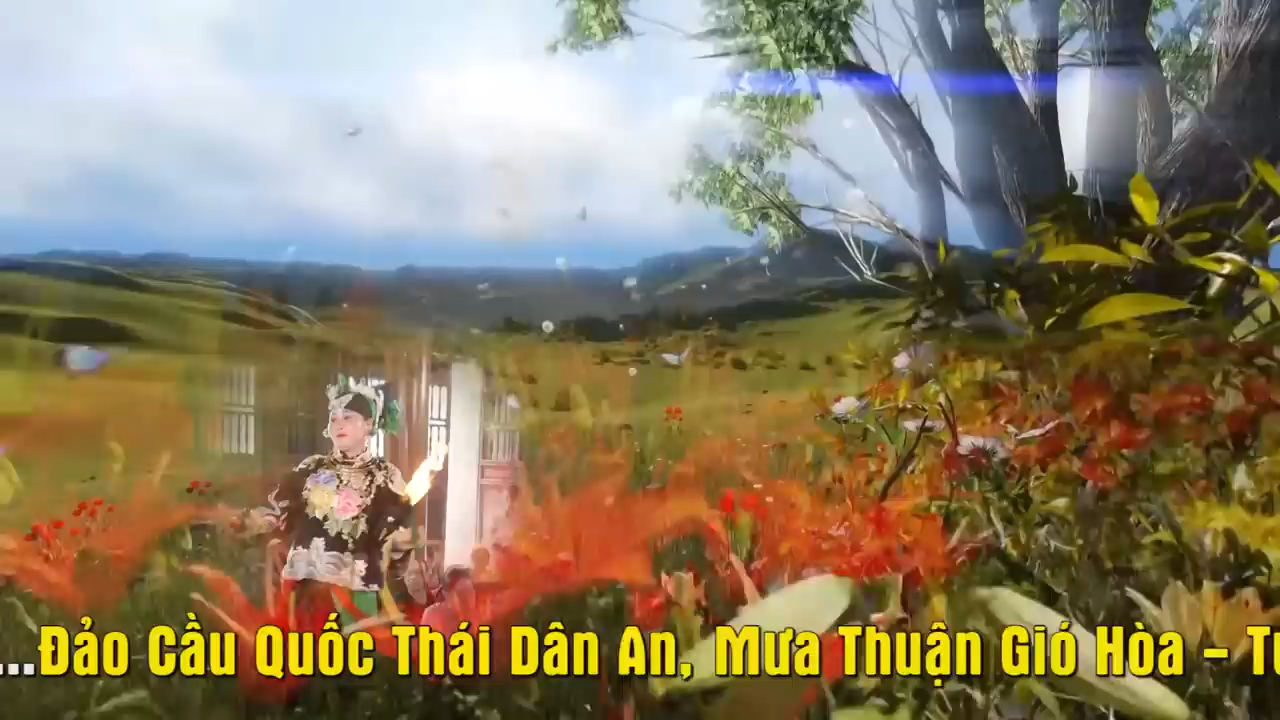 ...Đảo Cầu Quốc Thái Dân An, Mưa Thuận Gió Hòa -